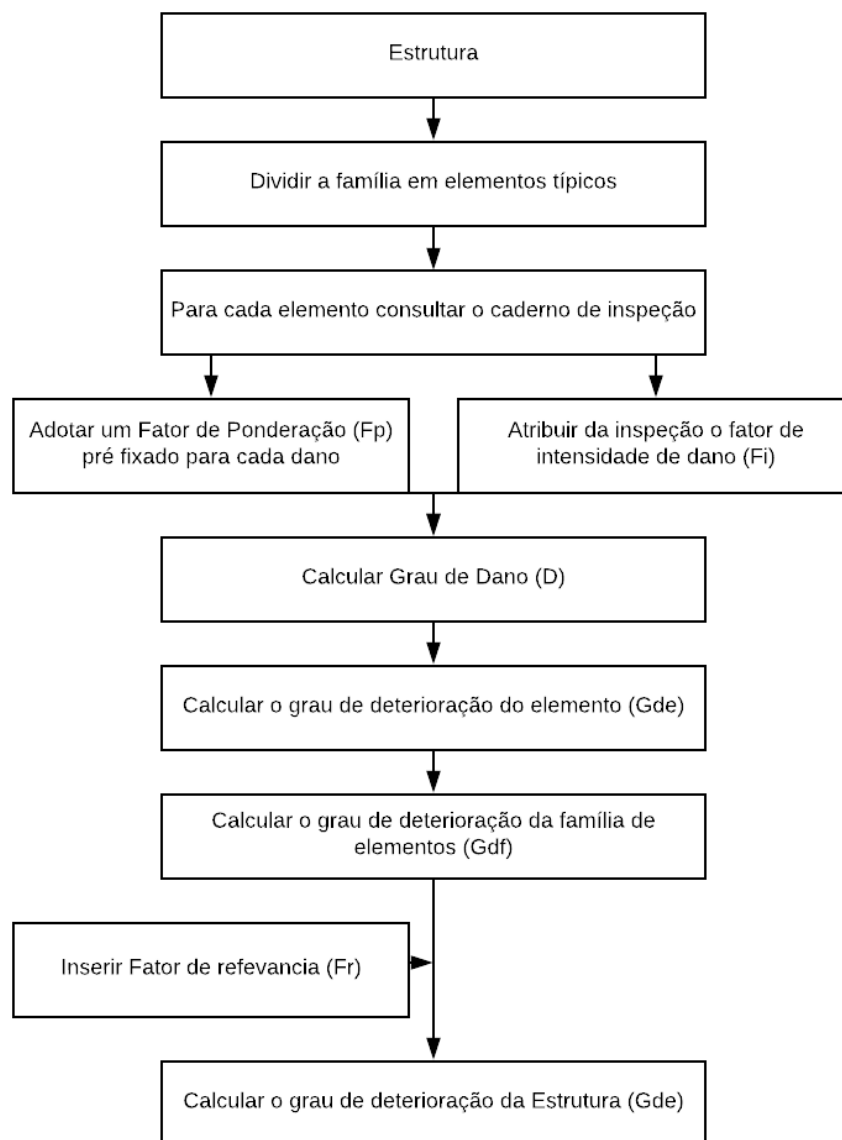 Estrutura
Dividir a família em elementos típicos
Para cada elemento consultar o caderno de inspeção
Adotar um Fator de Ponderação (Fp)
pré fixado para cada dano
Atribuir da inspeção o fator de
intensidade de dano (Fi)
Calcular Grau de Dano (D)
Calcular o grau de deterioração do elemento (Gde)
Calcular o grau de deterioração da família de
elementos (Gdf)
Inserir Fator de refevancia (Fr)
Calcular o grau de deterioração da Estrutura (Gde)